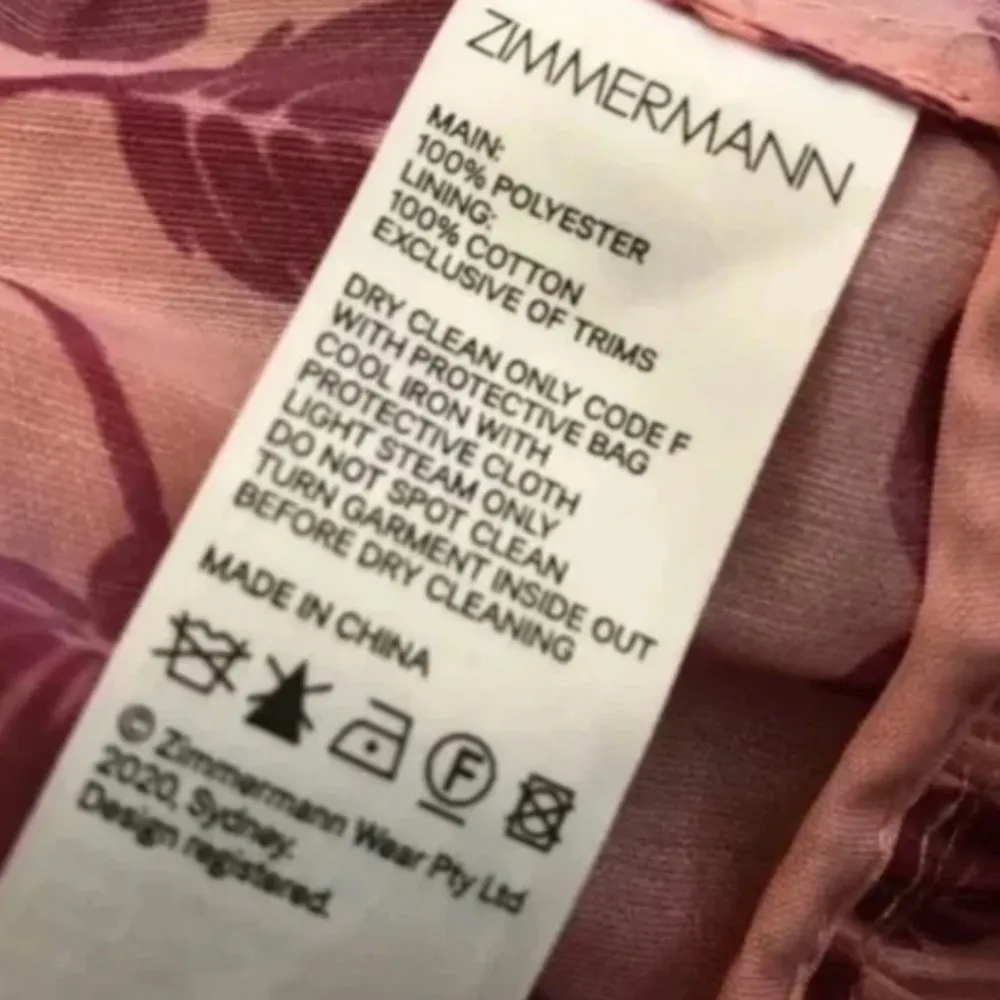 ZIMMERMANN
MAIN:
100% POLYESTER
LINING:
100% COTTON
EXCLUSIVE OF TRIMS
DRY CLEAN ONLY CODE F
WITH PROTECTIVE BAG
COOL IRON WITH
PROTECTIVE CLOTH
LIGHT STEAM ONLY
DO NOT SPOT CLEAN
TURN GARMENT INSIDE OUT
BEFORE DRY CLEANING
MADE IN CHINA
F
© Zimmermann Wear Pty Ltd
2020, Sydney.
Design registered.